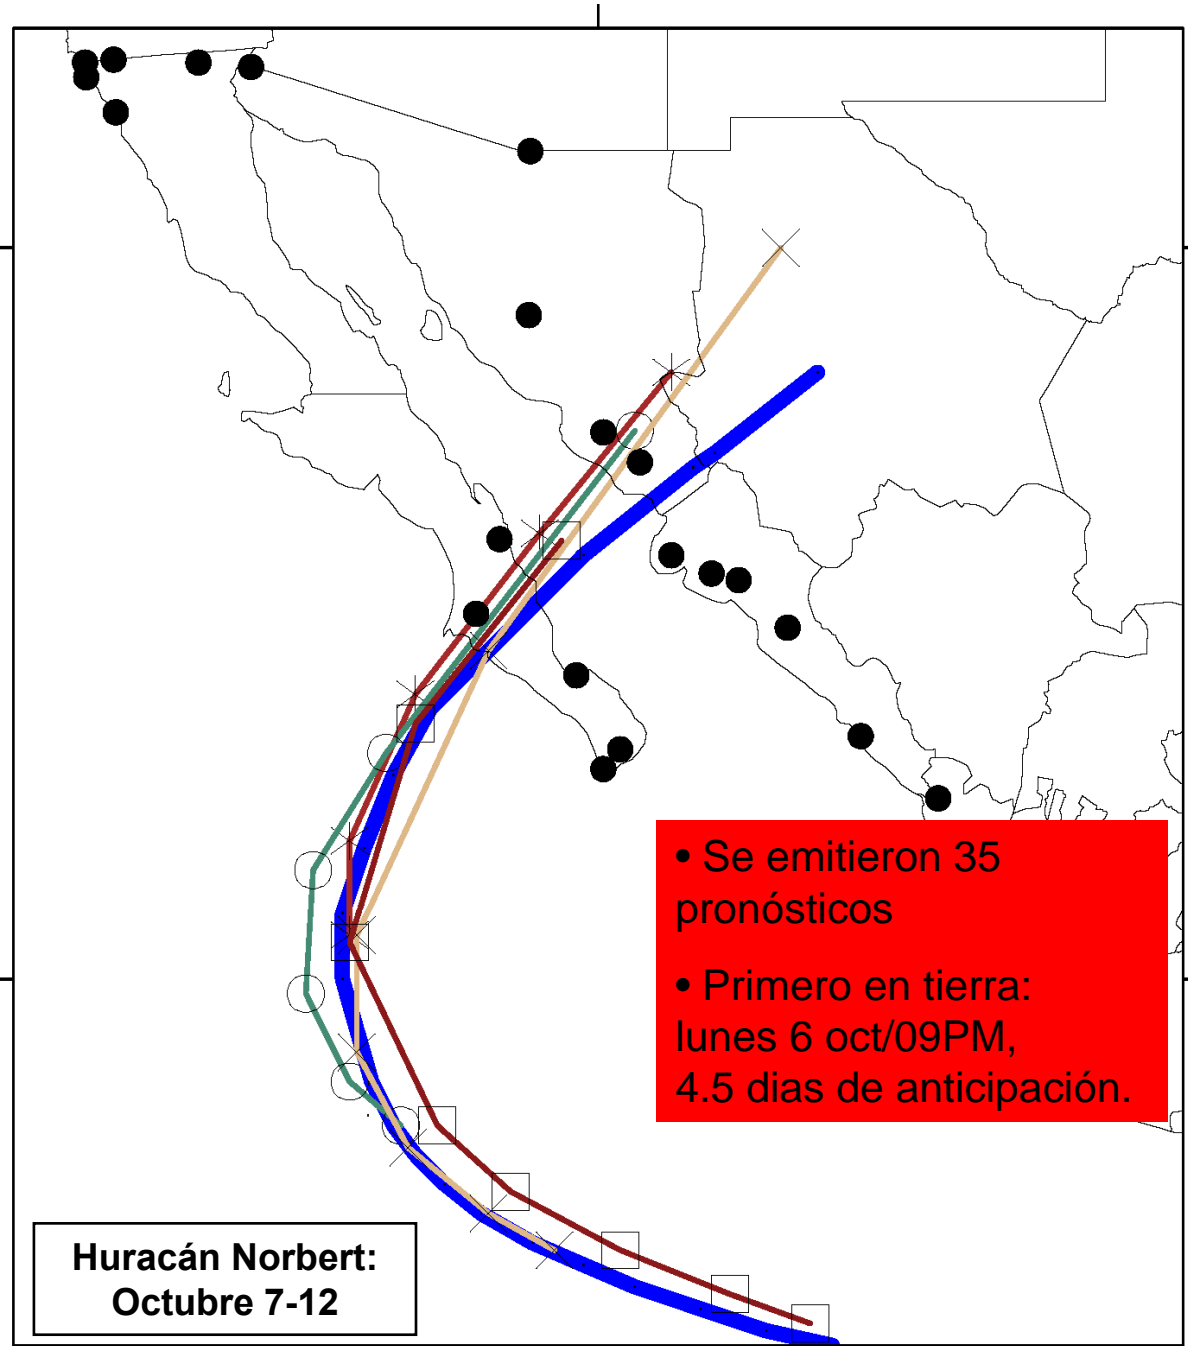 • Se emitieron 35
pronósticos
• Primero en tierra:
lunes 6 oct/09PM,
4.5 dias de anticipación.
Huracán Norbert:
Octubre 7-12